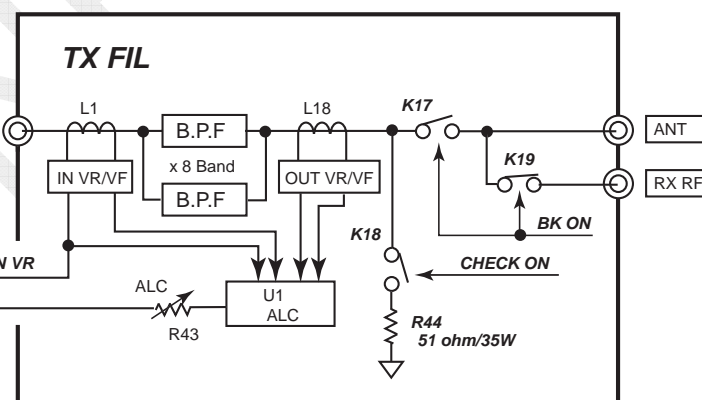 TX FIL
L1
B.P.F
L18
K17
ANT
x 8 Band
K19
IN VR/VF
B.P.F
OUT VR/VF
RX RF
BK ON
K18
N VR
CHECK ON
ALC
U1
ALC
R43
R44
51 ohm/35W